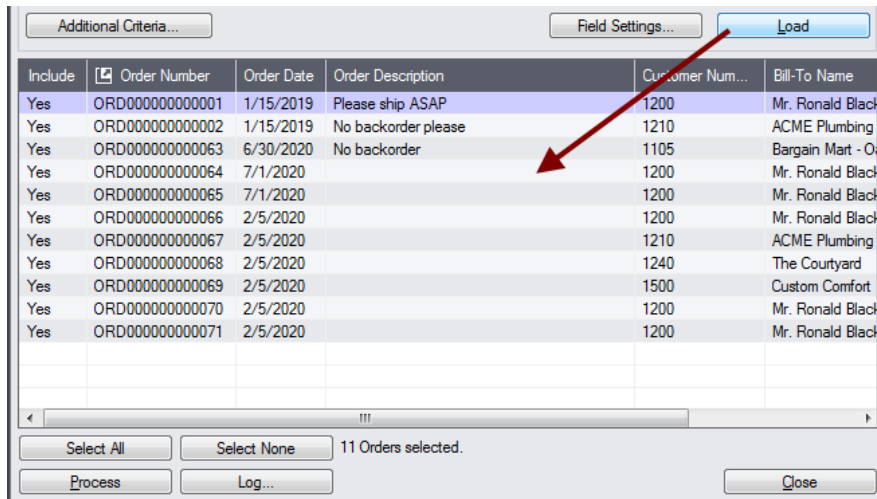 Additional Criteria... Field Settings... Load
Include Order Number Order Date Order Description Customer Num... Bill-To Name
Yes ORD000000000001 1/15/2019 Please ship ASAP 1200 Mr. Ronald Black
Yes ORD000000000002 1/15/2019 No backorder please 1210 ACME Plumbing
Yes ORD000000000063 6/30/2020 No backorder 1105 Bargain Mart - Oa
Yes ORD000000000064 7/1/2020 1200 Mr. Ronald Black
Yes ORD000000000065 7/1/2020 1200 Mr. Ronald Black
Yes ORD000000000066 2/5/2020 1200 Mr. Ronald Black
Yes ORD000000000067 2/5/2020 1210 ACME Plumbing
Yes ORD000000000068 2/5/2020 1240 The Courtyard
Yes ORD000000000069 2/5/2020 1500 Custom Comfort
Yes ORD000000000070 2/5/2020 1200 Mr. Ronald Black
Yes ORD000000000071 2/5/2020 1200 Mr. Ronald Black
Select All Select None 11 Orders selected.
Process Log... Close